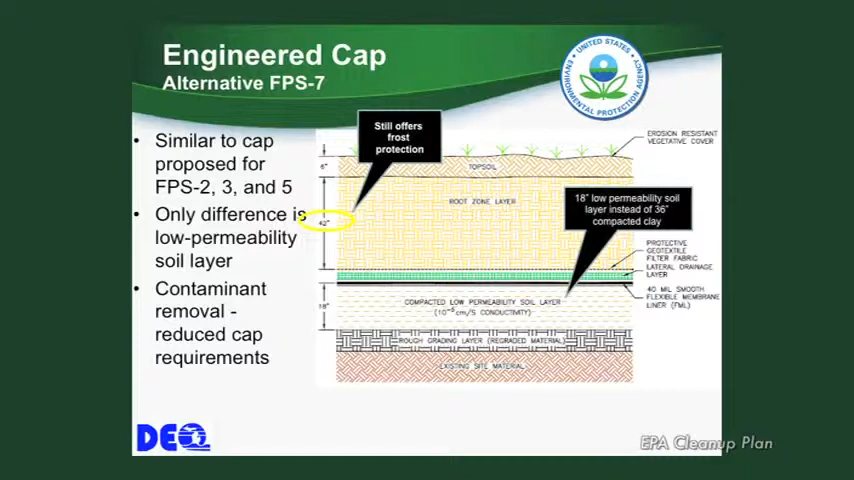 Engineered Cap
Alternative FPS-7
UNITED STATES
ENVIRONMENTAL PROTECTION AGENCY
• Similar to cap
proposed for
FPS-2, 3, and 5
• Only difference is
low-permeability
soil layer
• Contaminant
removal -
reduced cap
requirements
Still offers
frost
protection
EROSION RESISTANT
VEGETATIVE COVER
6"
TOPSOIL
ROOT ZONE LAYER
42"
18" low permeability soil
layer instead of 36"
compacted clay
PROTECTIVE
GEOTEXTILE
FILTER FABRIC
LATERAL DRAINAGE
LAYER
40 MIL SMOOTH
FLEXIBLE MEMBRANE
LINER (FML)
18"
COMPACTED LOW PERMEABILITY SOIL LAYER
(10⁻⁵cm/S CONDUCTIVITY)
ROUGH GRADING LAYER (REGRADED MATERIAL)
EXISTING SITE MATERIAL
DEQ
EPA Cleanup Plan